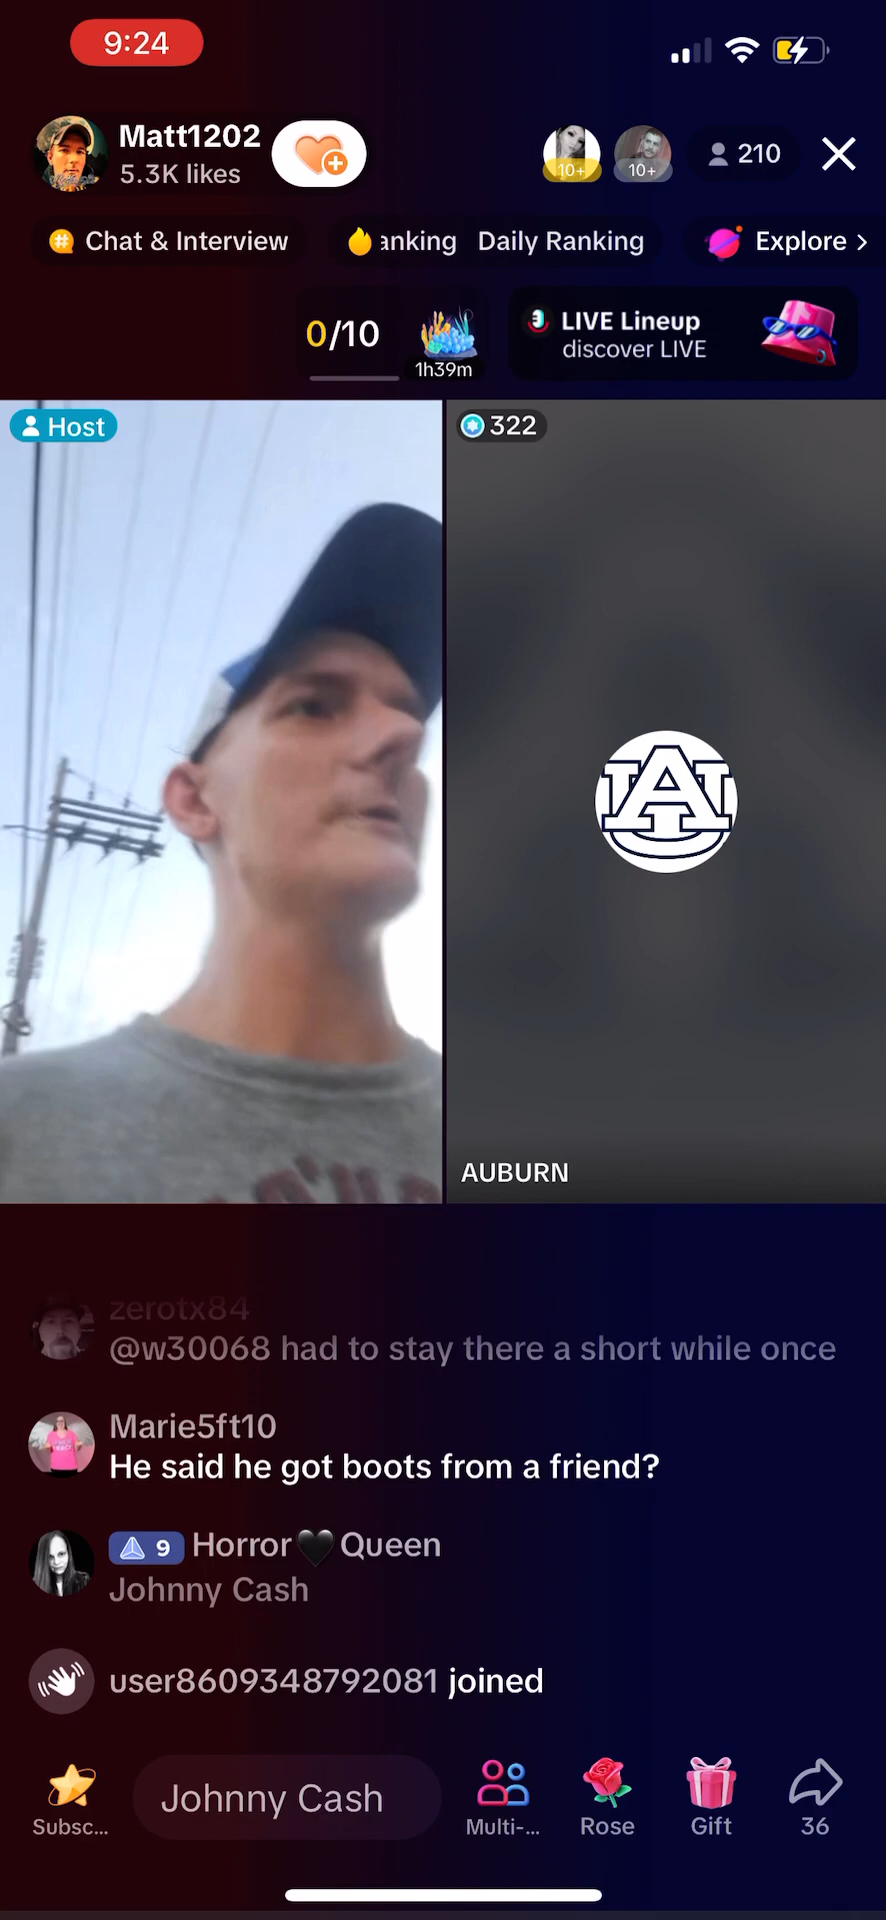 9:24
Matt1202
5.3K likes
10+
10+
210
Chat & Interview
anking
Daily Ranking
Explore >
0/10
1h39m
LIVE Lineup
discover LIVE
Host
322
AU
AUBURN
zerotx84
@w30068 had to stay there a short while once
Marie5ft10
He said he got boots from a friend?
9 Horror🖤Queen
Johnny Cash
user8609348792081 joined
Subsc...
Johnny Cash
Multi-...
Rose
Gift
36